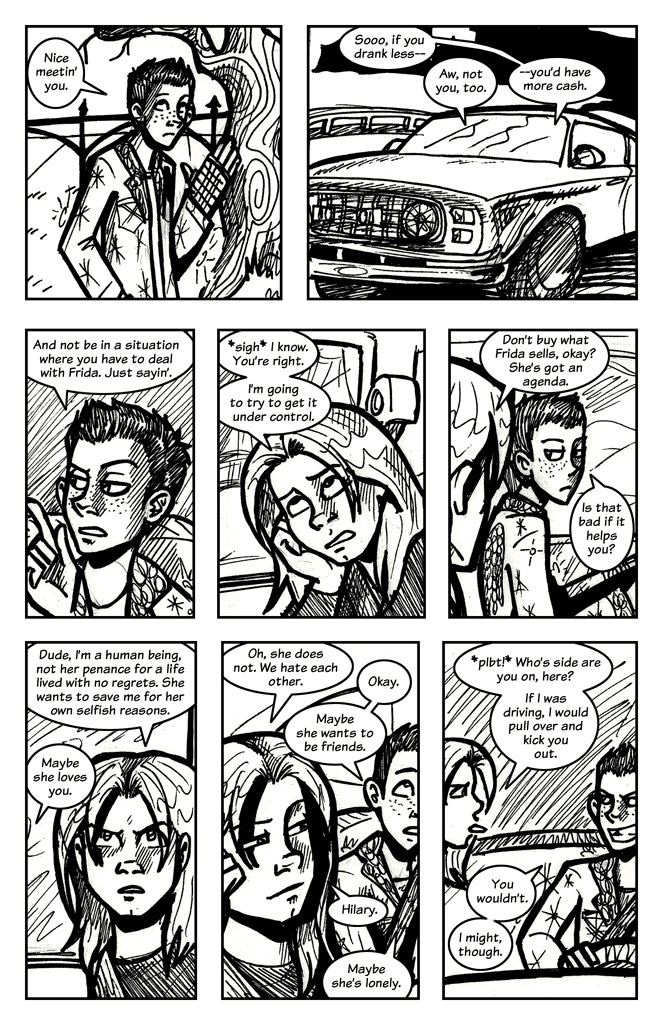 Nice
meetin'
you.
Sooo, if you
drank less--
Aw, not
you, too.
--you'd have
more cash.
And not be in a situation
where you have to deal
with Frida. Just sayin'.
*sigh* I know.
You're right.
I'm going
to try to get it
under control.
Don't buy what
Frida sells, okay?
She's got an
agenda.
Is that
bad if it
helps
you?
Dude, I'm a human being,
not her penance for a life
lived with no regrets. She
wants to save me for her
own selfish reasons.
Maybe
she loves
you.
Oh, she does
not. We hate each
other.
Okay.
Maybe
she wants to
be friends.
Hilary.
Maybe
she's lonely.
*plbt!* Who's side are
you on, here?
If I was
driving, I would
pull over and
kick you
out.
You
wouldn't.
I might,
though.